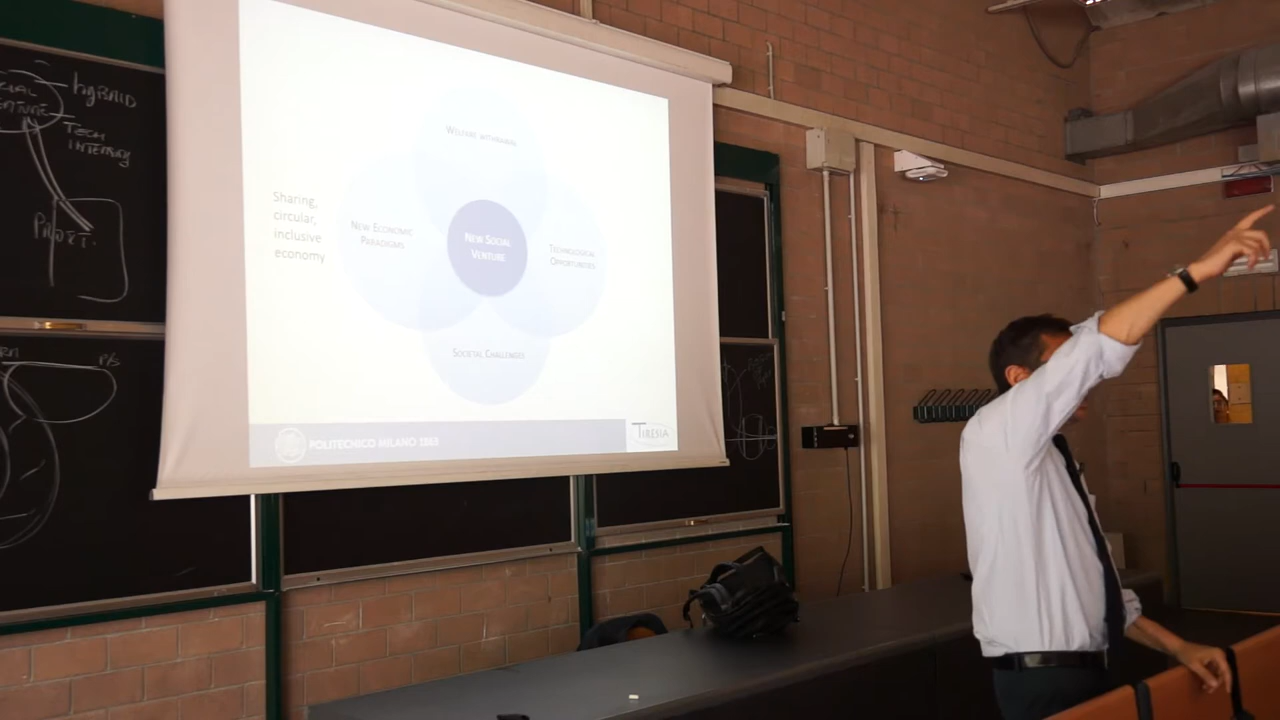 HYBRID
TECH
INTENSITY
WELFARE WITHDRAWAL
Sharing,
circular,
inclusive
economy
NEW ECONOMIC
PARADIGMS
NEW SOCIAL
VENTURE
TECHNOLOGICAL
OPPORTUNITIES
SOCIETAL CHALLENGES
POLITECNICO MILANO 1863
TIRESIA
P/S